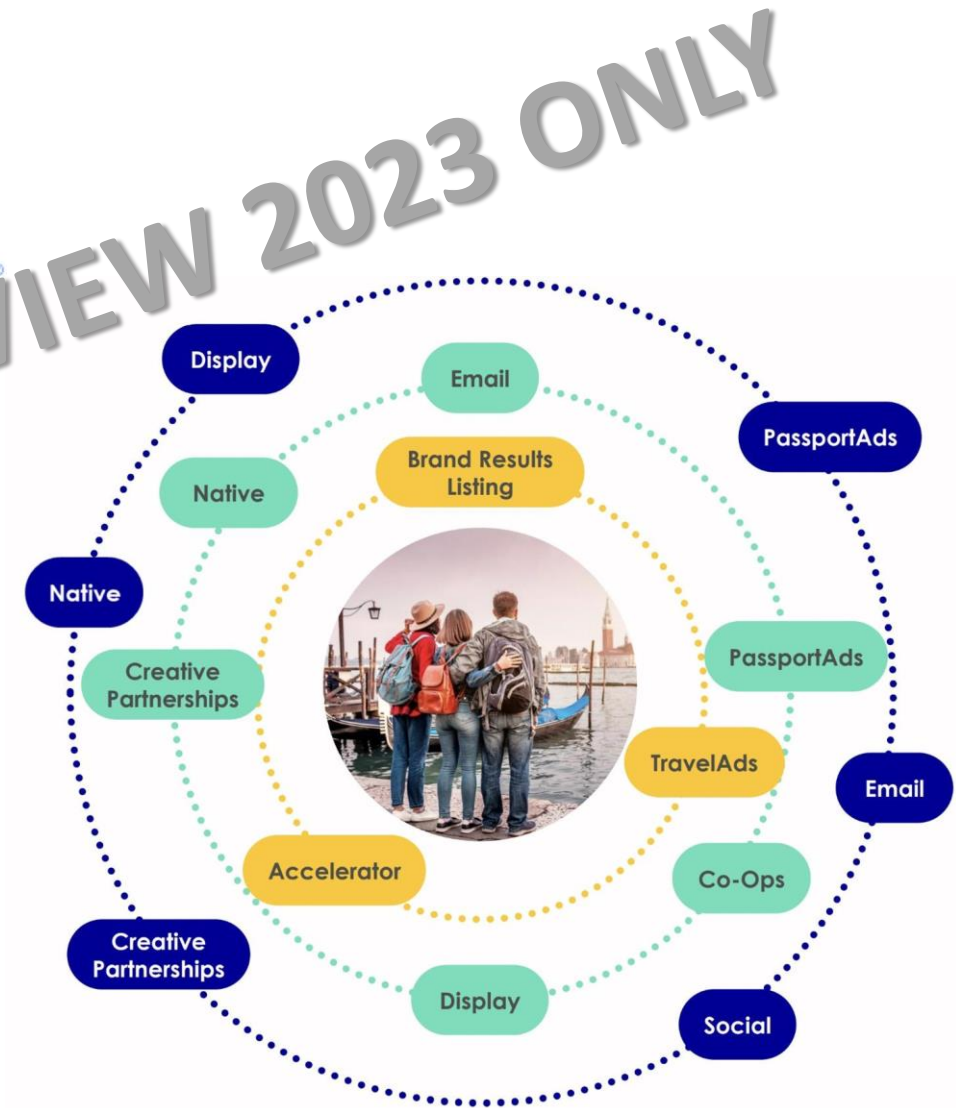 VIEW 2023 ONLY
Display
Email
PassportAds
Brand Results
Listing
Native
Native
Creative
Partnerships
PassportAds
TravelAds
Email
Accelerator
Co-Ops
Creative
Partnerships
Display
Social